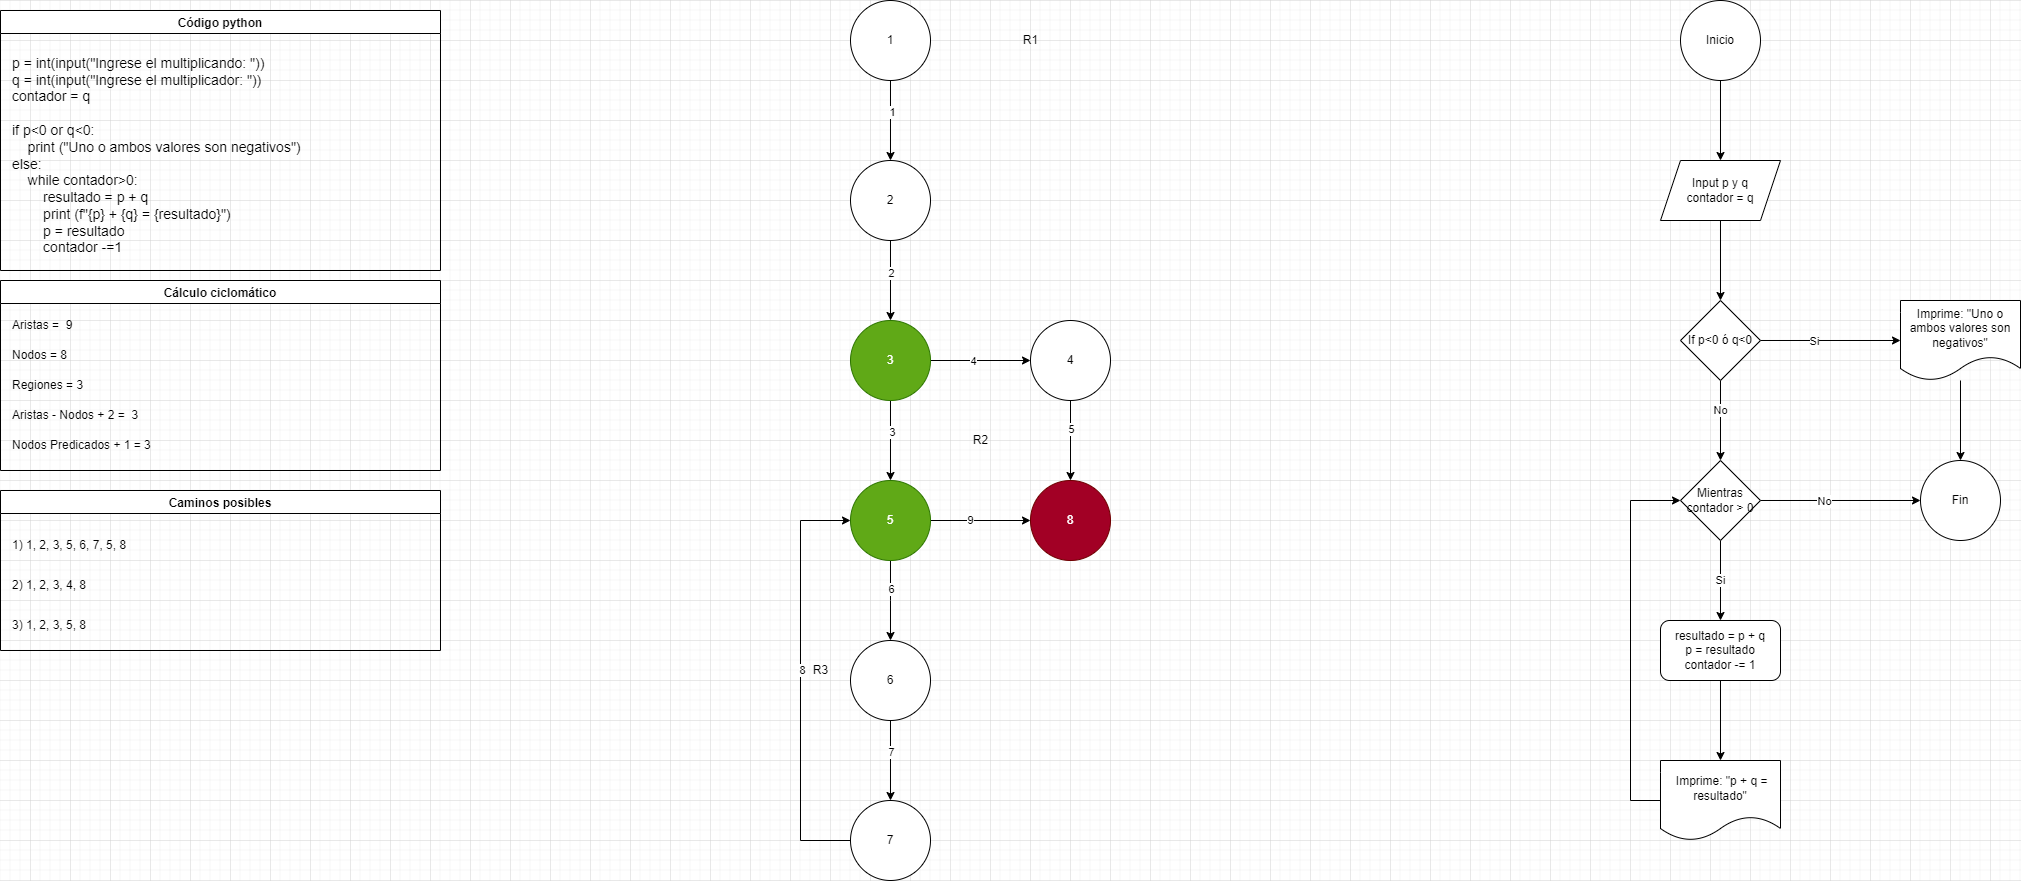 Código python
p = int(input("Ingrese el multiplicando: "))
q = int(input("Ingrese el multiplicador: "))
contador = q
if p<0 or q<0:
    print ("Uno o ambos valores son negativos")
else:
    while contador>0:
        resultado = p + q
        print (f"{p} + {q} = {resultado}")
        p = resultado
        contador -=1
Cálculo ciclomático
Aristas =  9
Nodos = 8
Regiones = 3
Aristas - Nodos + 2 =  3
Nodos Predicados + 1 = 3
Caminos posibles
1) 1, 2, 3, 5, 6, 7, 5, 8
2) 1, 2, 3, 4, 8
3) 1, 2, 3, 5, 8
1
R1
1
2
2
3
4
4
3
R2
5
5
9
8
6
8
R3
6
7
7
Inicio
Input p y q
contador = q
If p<0 ó q<0
Si
Imprime: "Uno o
ambos valores son
negativos"
No
Mientras
contador > 0
No
Fin
Si
resultado = p + q
p = resultado
contador -= 1
Imprime: "p + q =
resultado"